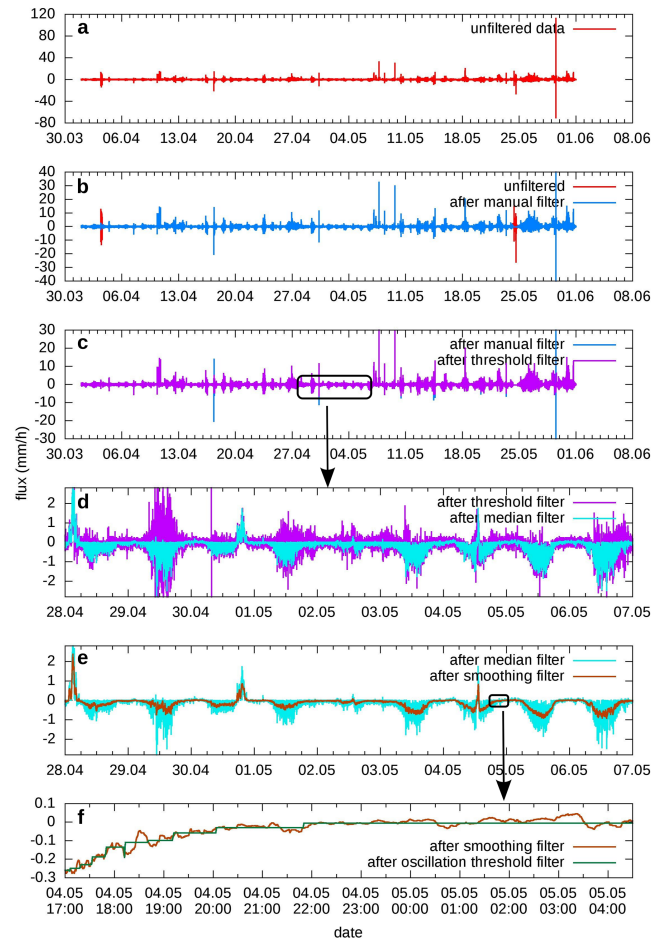 120
80
40
0
-40
-80
a
unfiltered data
30.03 06.04 13.04 20.04 27.04 04.05 11.05 18.05 25.05 01.06 08.06
40
30
20
10
0
-10
-20
-30
-40
b
unfiltered
after manual filter
30.03 06.04 13.04 20.04 27.04 04.05 11.05 18.05 25.05 01.06 08.06
30
20
10
0
-10
-20
-30
c
after manual filter
after threshold filter
30.03 06.04 13.04 20.04 27.04 04.05 11.05 18.05 25.05 01.06 08.06
flux (mm/h)
2
1
0
-1
-2
d
after threshold filter
after median filter
28.04 29.04 30.04 01.05 02.05 03.05 04.05 05.05 06.05 07.05
2
1
0
-1
-2
e
after median filter
after smoothing filter
28.04 29.04 30.04 01.05 02.05 03.05 04.05 05.05 06.05 07.05
0.1
0
-0.1
-0.2
-0.3
f
after smoothing filter
after oscillation threshold filter
04.05 04.05 04.05 04.05 04.05 04.05 04.05 05.05 05.05 05.05 05.05 05.05
17:00 18:00 19:00 20:00 21:00 22:00 23:00 00:00 01:00 02:00 03:00 04:00
date